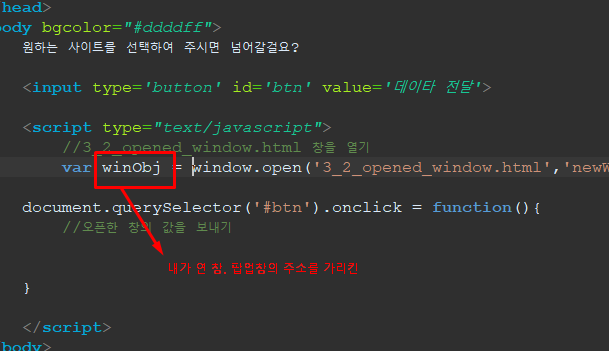 head>
ody bgcolor="#ddddff">
원하는 사이트를 선택하여 주시면 넘어갈걸요?
<input type='button' id='btn' value='데이타 전달'>
<script type="text/javascript">
//3_2_opened_window.html 창을 열기
var winObj = window.open('3_2_opened_window.html','newW
document.querySelector('#btn').onclick = function(){
//오픈한 창의 값을 보내기
내가 연 창, 팝업창의 주소를 가리킨
}
</script>
body>